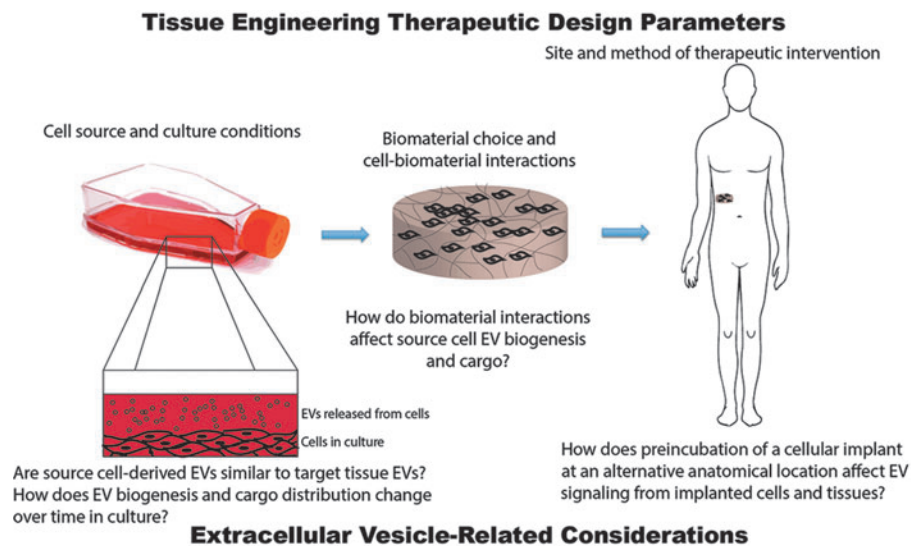 Tissue Engineering Therapeutic Design Parameters
Site and method of therapeutic intervention
Cell source and culture conditions
Biomaterial choice and
cell-biomaterial interactions
How do biomaterial interactions
affect source cell EV biogenesis
and cargo?
EVs released from cells
Cells in culture
Are source cell-derived EVs similar to target tissue EVs?
How does EV biogenesis and cargo distribution change
over time in culture?
How does preincubation of a cellular implant
at an alternative anatomical location affect EV
signaling from implanted cells and tissues?
Extracellular Vesicle-Related Considerations